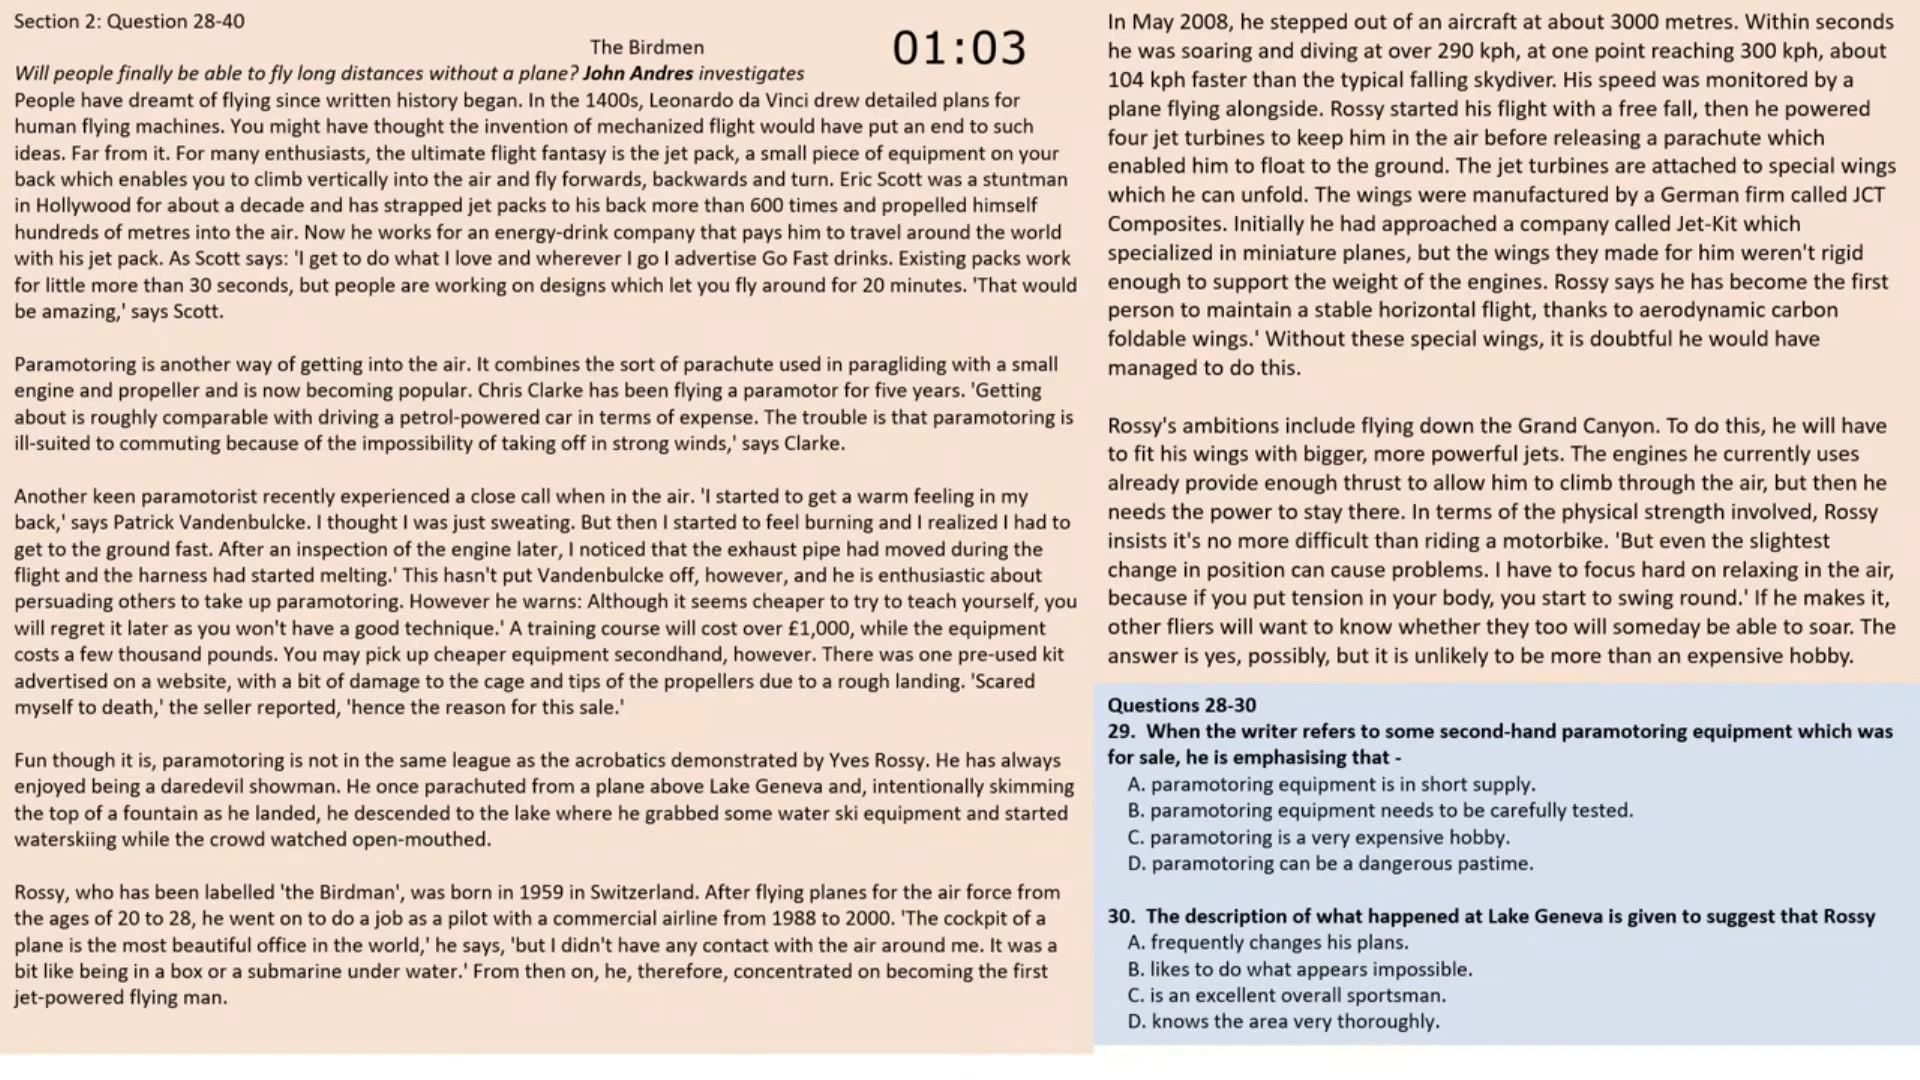 Section 2: Question 28-40
The Birdmen
01:03
Will people finally be able to fly long distances without a plane? John Andres investigates
People have dreamt of flying since written history began. In the 1400s, Leonardo da Vinci drew detailed plans for
human flying machines. You might have thought the invention of mechanized flight would have put an end to such
ideas. Far from it. For many enthusiasts, the ultimate flight fantasy is the jet pack, a small piece of equipment on your
back which enables you to climb vertically into the air and fly forwards, backwards and turn. Eric Scott was a stuntman
in Hollywood for about a decade and has strapped jet packs to his back more than 600 times and propelled himself
hundreds of metres into the air. Now he works for an energy-drink company that pays him to travel around the world
with his jet pack. As Scott says: 'I get to do what I love and wherever I go I advertise Go Fast drinks. Existing packs work
for little more than 30 seconds, but people are working on designs which let you fly around for 20 minutes. 'That would
be amazing,' says Scott.
Paramotoring is another way of getting into the air. It combines the sort of parachute used in paragliding with a small
engine and propeller and is now becoming popular. Chris Clarke has been flying a paramotor for five years. 'Getting
about is roughly comparable with driving a petrol-powered car in terms of expense. The trouble is that paramotoring is
ill-suited to commuting because of the impossibility of taking off in strong winds,' says Clarke.
Another keen paramotorist recently experienced a close call when in the air. 'I started to get a warm feeling in my
back,' says Patrick Vandenbulcke. I thought I was just sweating. But then I started to feel burning and I realized I had to
get to the ground fast. After an inspection of the engine later, I noticed that the exhaust pipe had moved during the
flight and the harness had started melting.' This hasn't put Vandenbulcke off, however, and he is enthusiastic about
persuading others to take up paramotoring. However he warns: Although it seems cheaper to try to teach yourself, you
will regret it later as you won't have a good technique.' A training course will cost over £1,000, while the equipment
costs a few thousand pounds. You may pick up cheaper equipment secondhand, however. There was one pre-used kit
advertised on a website, with a bit of damage to the cage and tips of the propellers due to a rough landing. 'Scared
myself to death,' the seller reported, 'hence the reason for this sale.'
Fun though it is, paramotoring is not in the same league as the acrobatics demonstrated by Yves Rossy. He has always
enjoyed being a daredevil showman. He once parachuted from a plane above Lake Geneva and, intentionally skimming
the top of a fountain as he landed, he descended to the lake where he grabbed some water ski equipment and started
waterskiing while the crowd watched open-mouthed.
Rossy, who has been labelled 'the Birdman', was born in 1959 in Switzerland. After flying planes for the air force from
the ages of 20 to 28, he went on to do a job as a pilot with a commercial airline from 1988 to 2000. 'The cockpit of a
plane is the most beautiful office in the world,' he says, 'but I didn't have any contact with the air around me. It was a
bit like being in a box or a submarine under water.' From then on, he, therefore, concentrated on becoming the first
jet-powered flying man.
In May 2008, he stepped out of an aircraft at about 3000 metres. Within seconds
he was soaring and diving at over 290 kph, at one point reaching 300 kph, about
104 kph faster than the typical falling skydiver. His speed was monitored by a
plane flying alongside. Rossy started his flight with a free fall, then he powered
four jet turbines to keep him in the air before releasing a parachute which
enabled him to float to the ground. The jet turbines are attached to special wings
which he can unfold. The wings were manufactured by a German firm called JCT
Composites. Initially he had approached a company called Jet-Kit which
specialized in miniature planes, but the wings they made for him weren't rigid
enough to support the weight of the engines. Rossy says he has become the first
person to maintain a stable horizontal flight, thanks to aerodynamic carbon
foldable wings.' Without these special wings, it is doubtful he would have
managed to do this.
Rossy's ambitions include flying down the Grand Canyon. To do this, he will have
to fit his wings with bigger, more powerful jets. The engines he currently uses
already provide enough thrust to allow him to climb through the air, but then he
needs the power to stay there. In terms of the physical strength involved, Rossy
insists it's no more difficult than riding a motorbike. 'But even the slightest
change in position can cause problems. I have to focus hard on relaxing in the air,
because if you put tension in your body, you start to swing round.' If he makes it,
other fliers will want to know whether they too will someday be able to soar. The
answer is yes, possibly, but it is unlikely to be more than an expensive hobby.
Questions 28-30
29. When the writer refers to some second-hand paramotoring equipment which was
for sale, he is emphasising that -
A. paramotoring equipment is in short supply.
B. paramotoring equipment needs to be carefully tested.
C. paramotoring is a very expensive hobby.
D. paramotoring can be a dangerous pastime.
30. The description of what happened at Lake Geneva is given to suggest that Rossy
A. frequently changes his plans.
B. likes to do what appears impossible.
C. is an excellent overall sportsman.
D. knows the area very thoroughly.